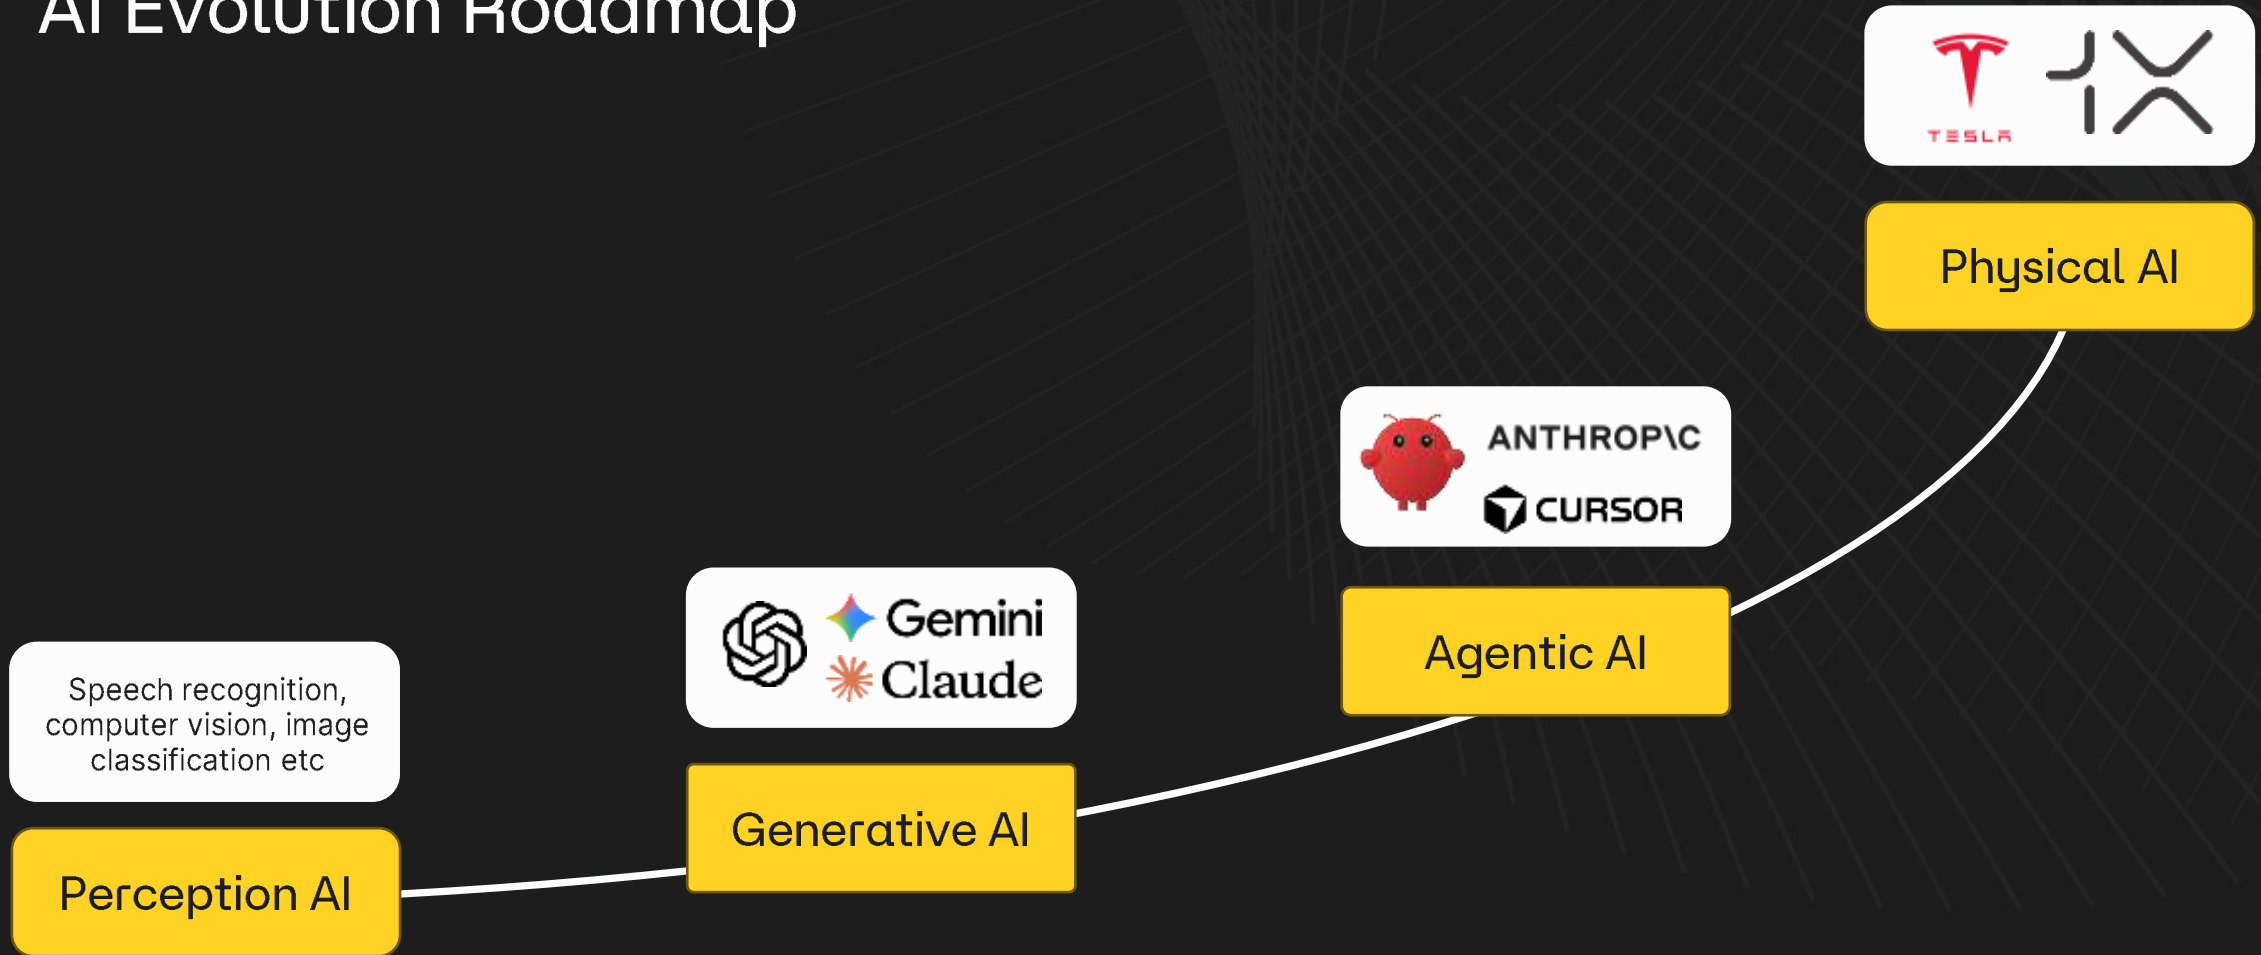 AI Evolution Roadmap
TESLA
1X
Physical AI
ANTHROP\C
CURSOR
Agentic AI
Gemini
Claude
Generative AI
Speech recognition,
computer vision, image
classification etc
Perception AI